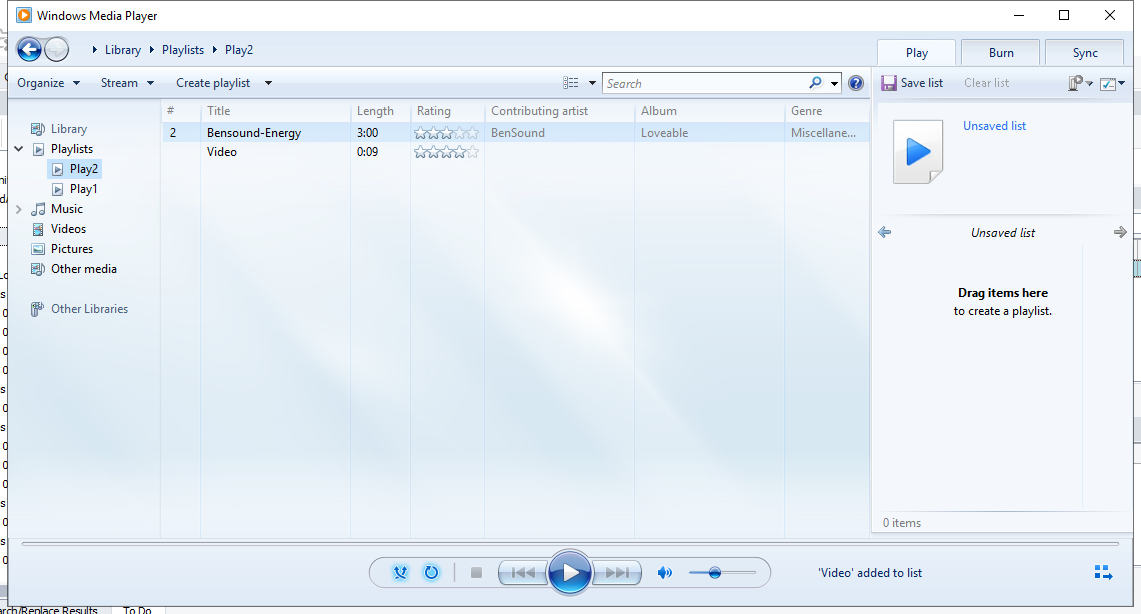 Windows Media Player
Library Playlists Play2
Play Burn Sync
Organize Stream Create playlist Search Save list Clear list
# Title Length Rating Contributing artist Album Genre
2 Bensound-Energy 3:00 BenSound Loveable Miscellane...
Video 0:09
Library
Playlists
Play2
Play1
Music
Videos
Pictures
Other media
Other Libraries
Unsaved list
Unsaved list
Drag items here
to create a playlist.
0 items
'Video' added to list
arch/Replace Results To Do